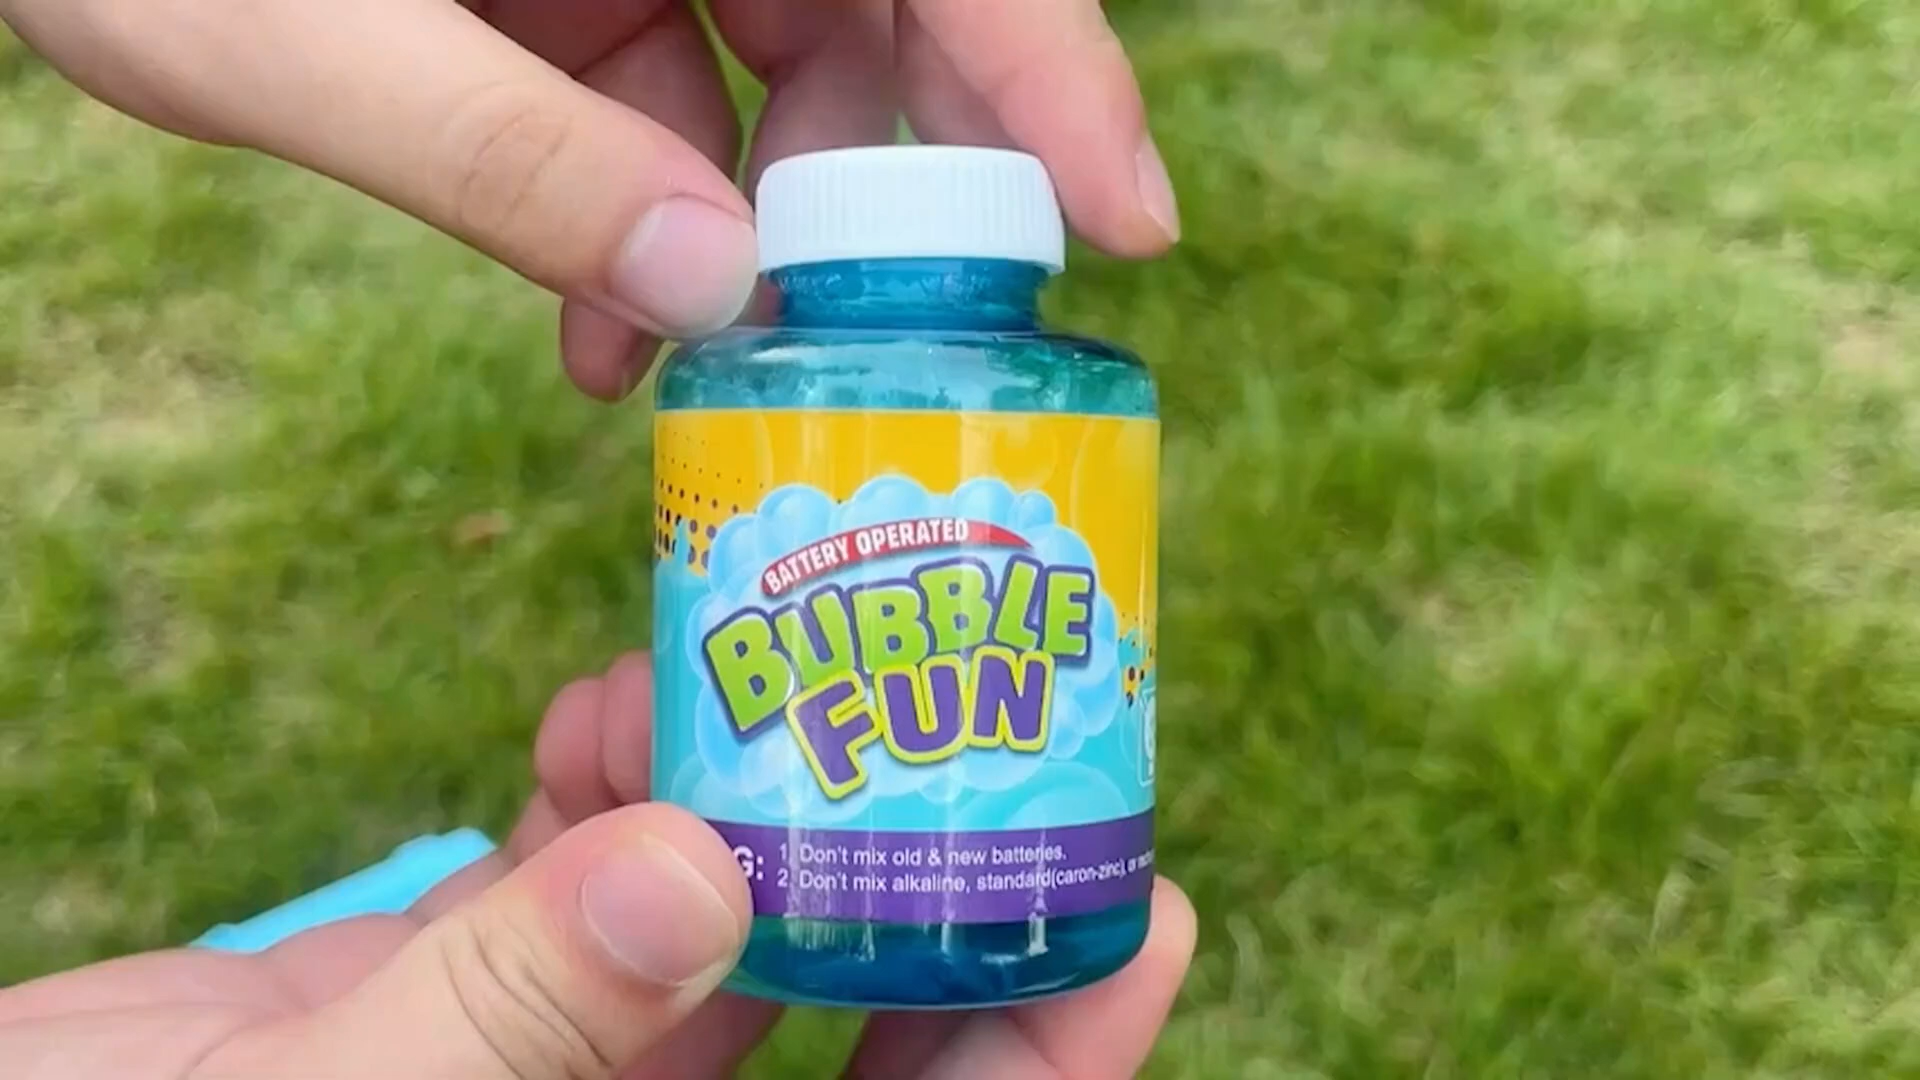 BATTERY OPERATED
BUBBLE
FUN
G: 1. Don't mix old & new batteries.
2. Don't mix alkaline, standard(caron-zinc), or